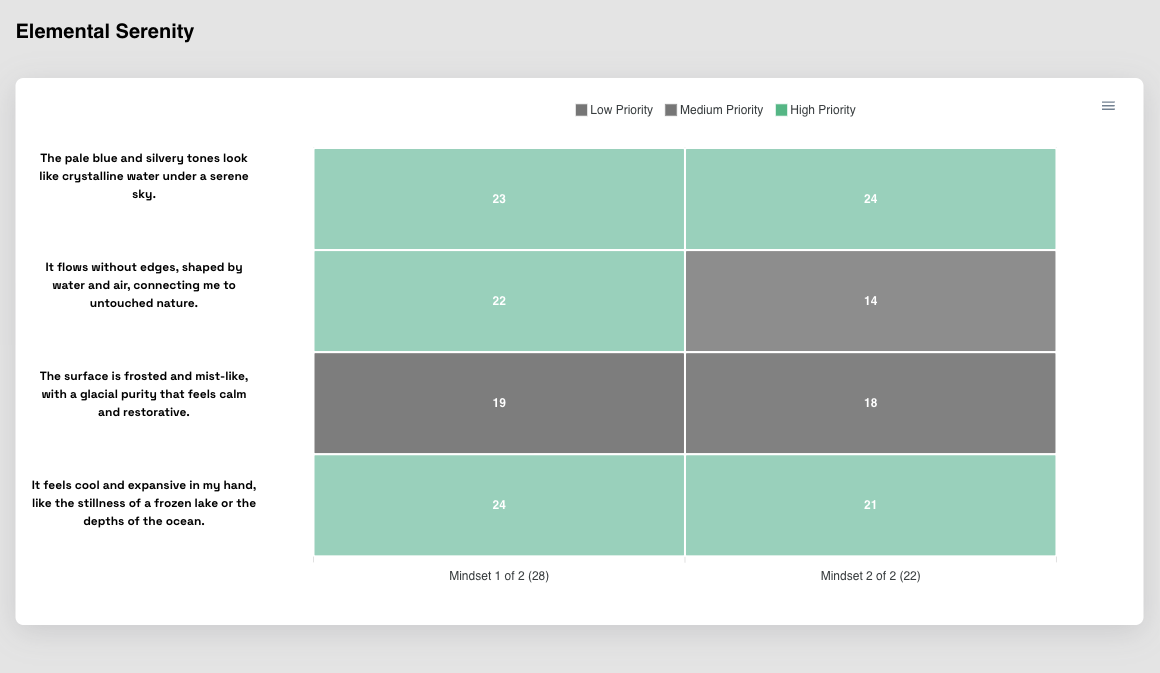 Elemental Serenity
Low Priority Medium Priority High Priority
The pale blue and silvery tones look
like crystalline water under a serene
sky.
23 24
It flows without edges, shaped by
water and air, connecting me to
untouched nature.
22 14
The surface is frosted and mist-like,
with a glacial purity that feels calm
and restorative.
19 18
It feels cool and expansive in my hand,
like the stillness of a frozen lake or the
depths of the ocean.
24 21
Mindset 1 of 2 (28) Mindset 2 of 2 (22)